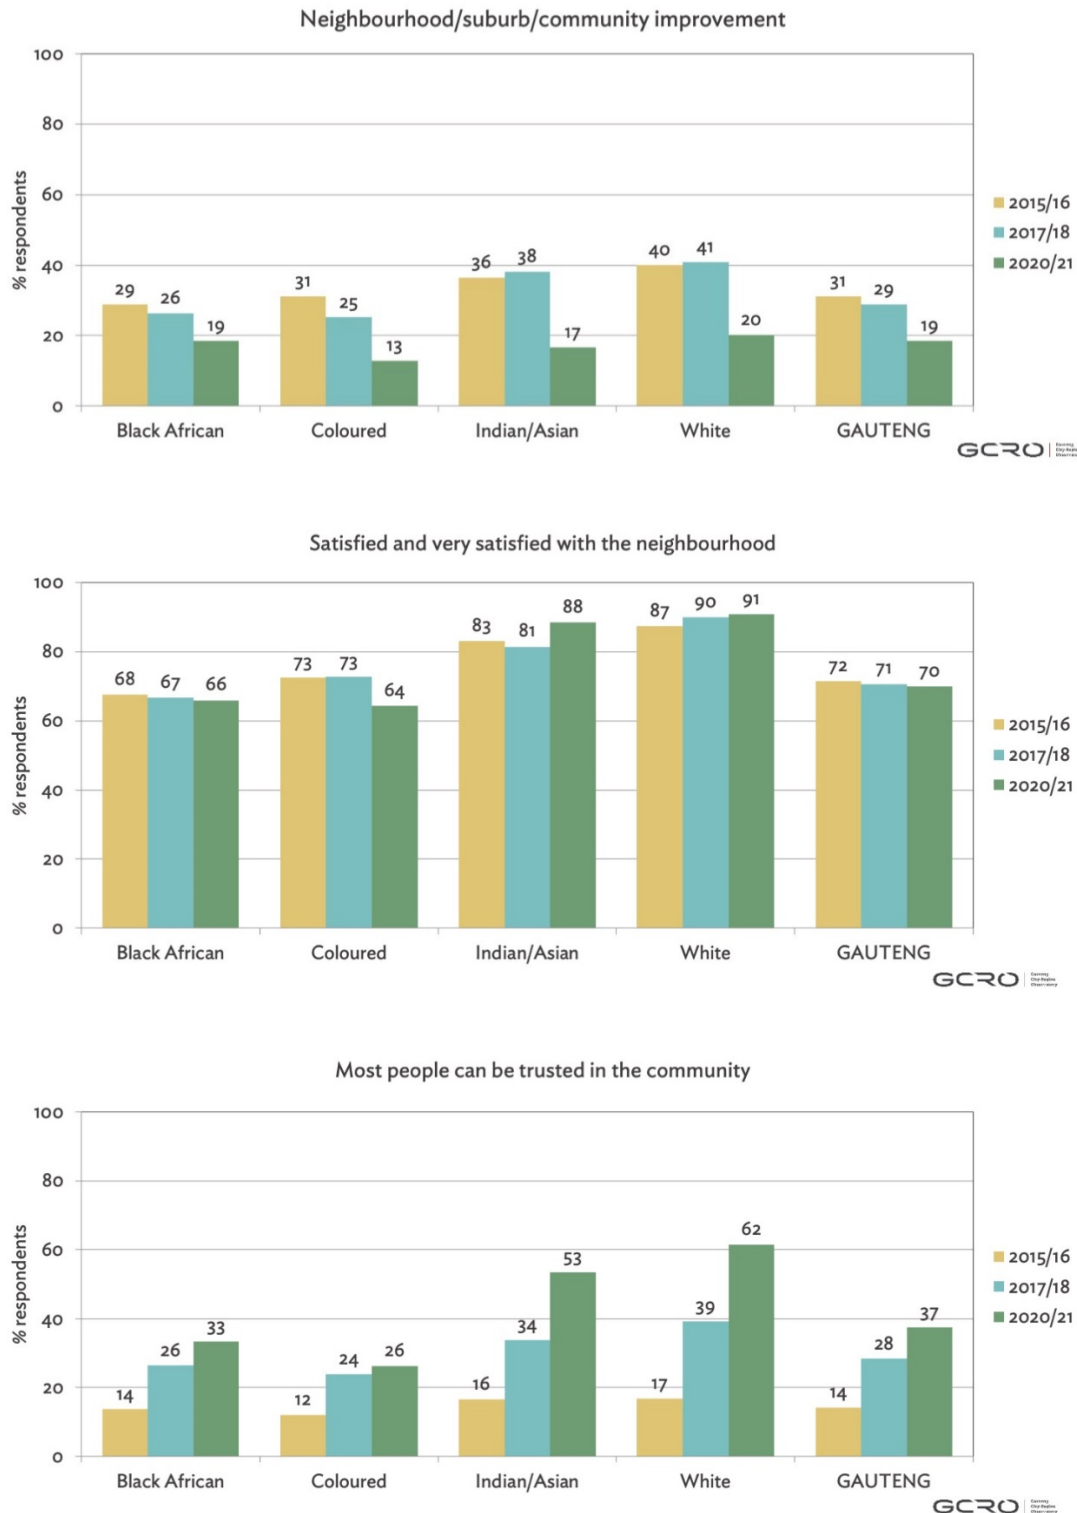 Neighbourhood/suburb/community improvement
100
80
60
40
20
0
% respondents
29 26 19
31 25 13
36 38 17
40 41 20
31 29 19
Black African Coloured Indian/Asian White GAUTENG
2015/16
2017/18
2020/21
GCRO
Satisfied and very satisfied with the neighbourhood
100
80
60
40
20
0
% respondents
68 67 66
73 73 64
83 81 88
87 90 91
72 71 70
Black African Coloured Indian/Asian White GAUTENG
2015/16
2017/18
2020/21
GCRO
Most people can be trusted in the community
100
80
60
40
20
0
% respondents
14 26 33
12 24 26
16 34 53
17 39 62
14 28 37
Black African Coloured Indian/Asian White GAUTENG
2015/16
2017/18
2020/21
GCRO